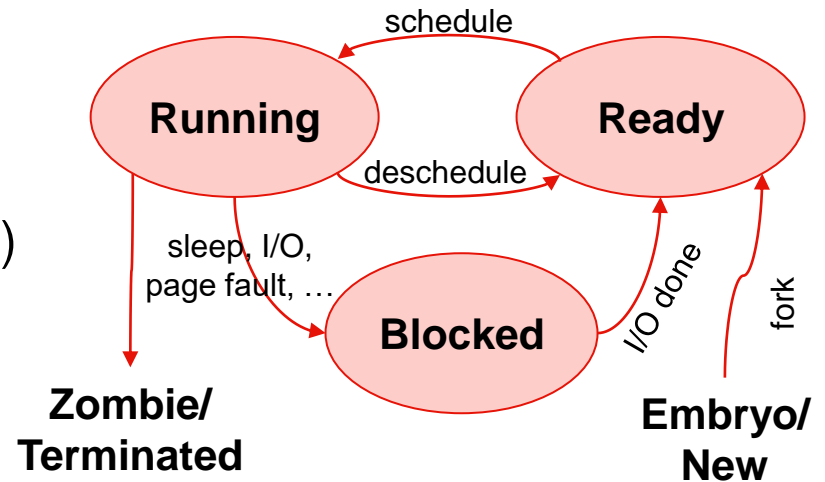 schedule
Running
Ready
deschedule
)
sleep, I/O,
page fault, …
Blocked
I/O done
fork
Zombie/
Terminated
Embryo/
New